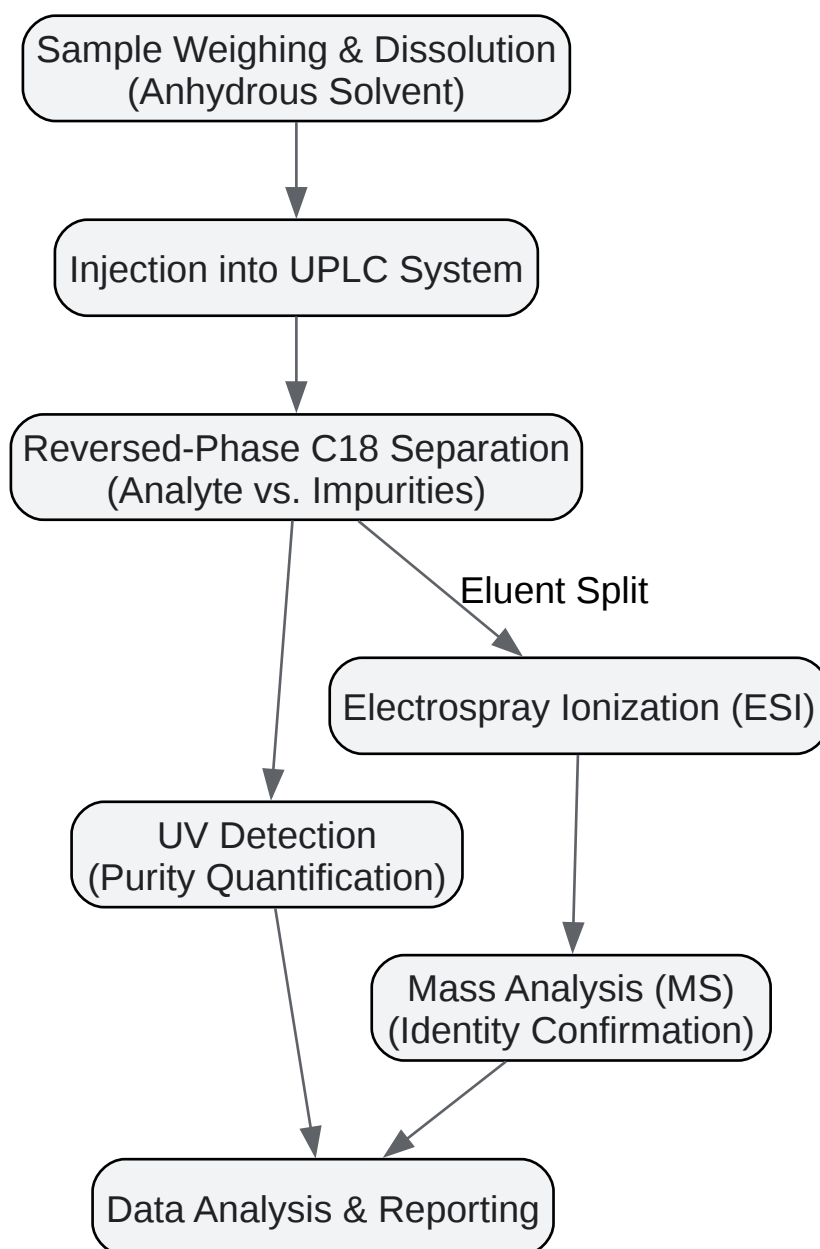 Sample Weighing & Dissolution
(Anhydrous Solvent)
Injection into UPLC System
Reversed-Phase C18 Separation
(Analyte vs. Impurities)
Eluent Split
Electrospray Ionization (ESI)
UV Detection
(Purity Quantification)
Mass Analysis (MS)
(Identity Confirmation)
Data Analysis & Reporting